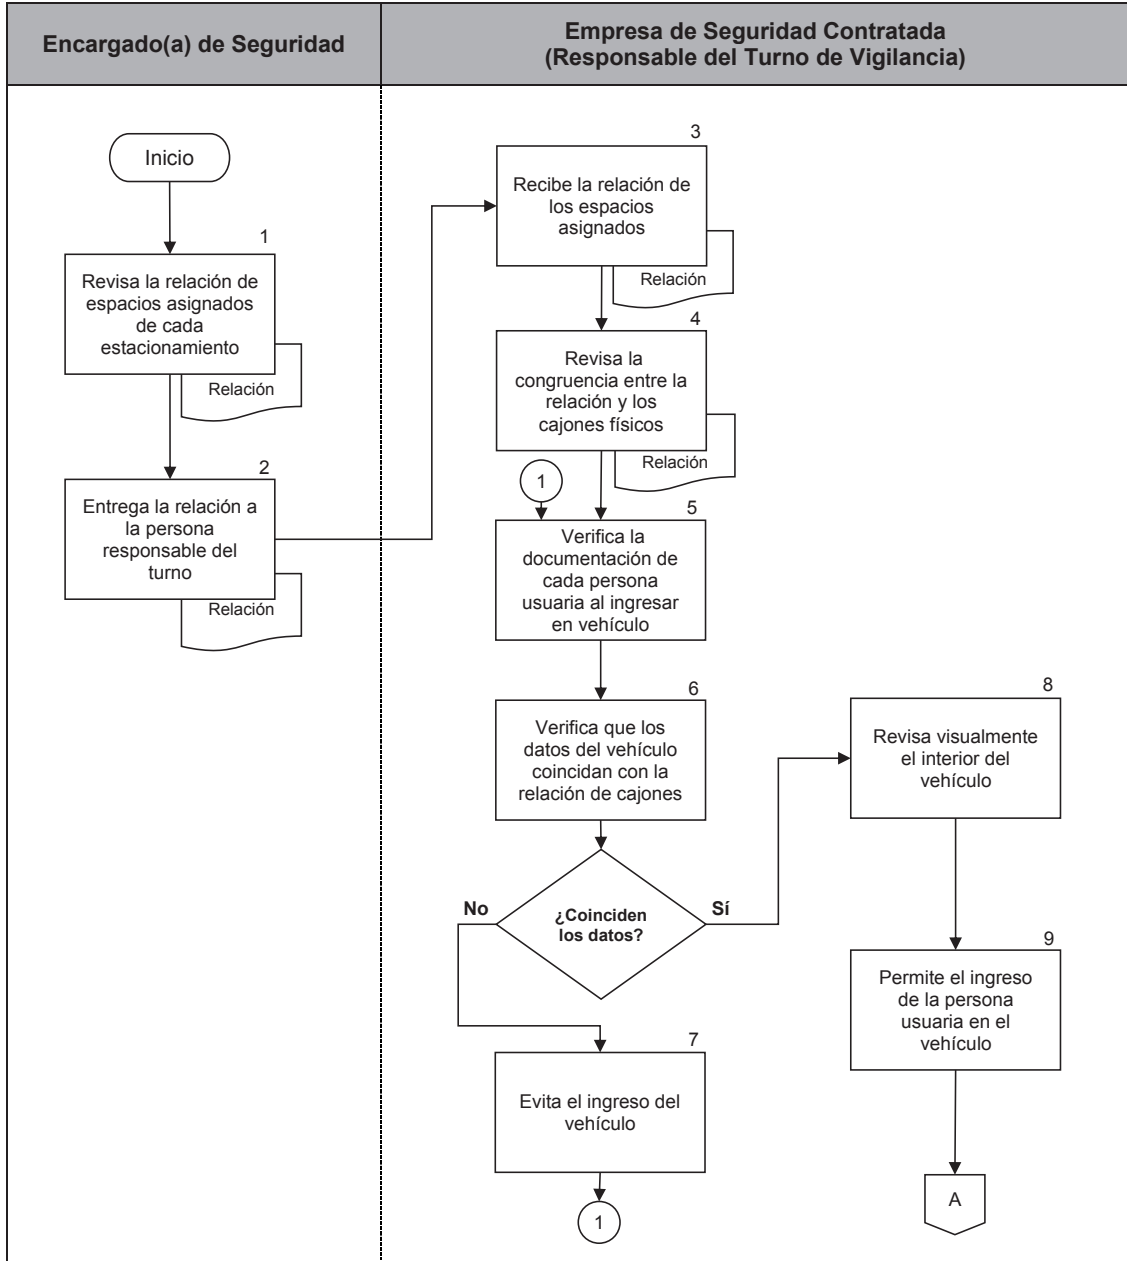 Encargado(a) de Seguridad
Empresa de Seguridad Contratada
(Responsable del Turno de Vigilancia)
Inicio
1
Revisa la relación de
espacios asignados
de cada
estacionamiento
Relación
2
Entrega la relación a
la persona
responsable del
turno
Relación
3
Recibe la relación de
los espacios
asignados
Relación
4
Revisa la
congruencia entre la
relación y los
cajones físicos
Relación
1
5
Verifica la
documentación de
cada persona
usuaria al ingresar
en vehículo
6
Verifica que los
datos del vehículo
coincidan con la
relación de cajones
¿Coinciden
los datos?
No
Sí
7
Evita el ingreso del
vehículo
1
8
Revisa visualmente
el interior del
vehículo
9
Permite el ingreso
de la persona
usuaria en el
vehículo
A